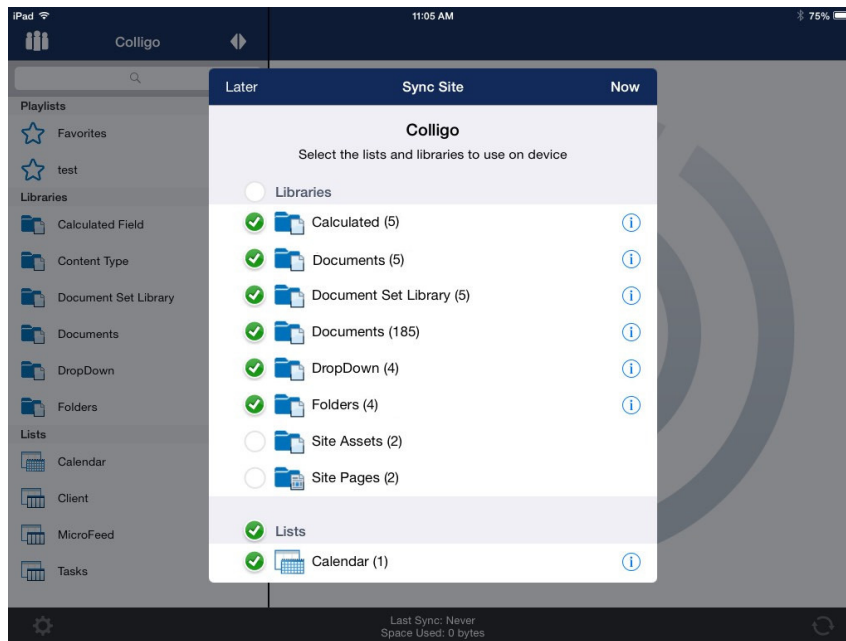 iPad 11:05 AM 75%
Colligo
Playlists
Favorites
test
Libraries
Calculated Field
Content Type
Document Set Library
Documents
DropDown
Folders
Lists
Calendar
Client
MicroFeed
Tasks
Later Sync Site Now
Colligo
Select the lists and libraries to use on device
Libraries
Calculated (5)
Documents (5)
Document Set Library (5)
Documents (185)
DropDown (4)
Folders (4)
Site Assets (2)
Site Pages (2)
Lists
Calendar (1)
Last Sync: Never
Space Used: 0 bytes